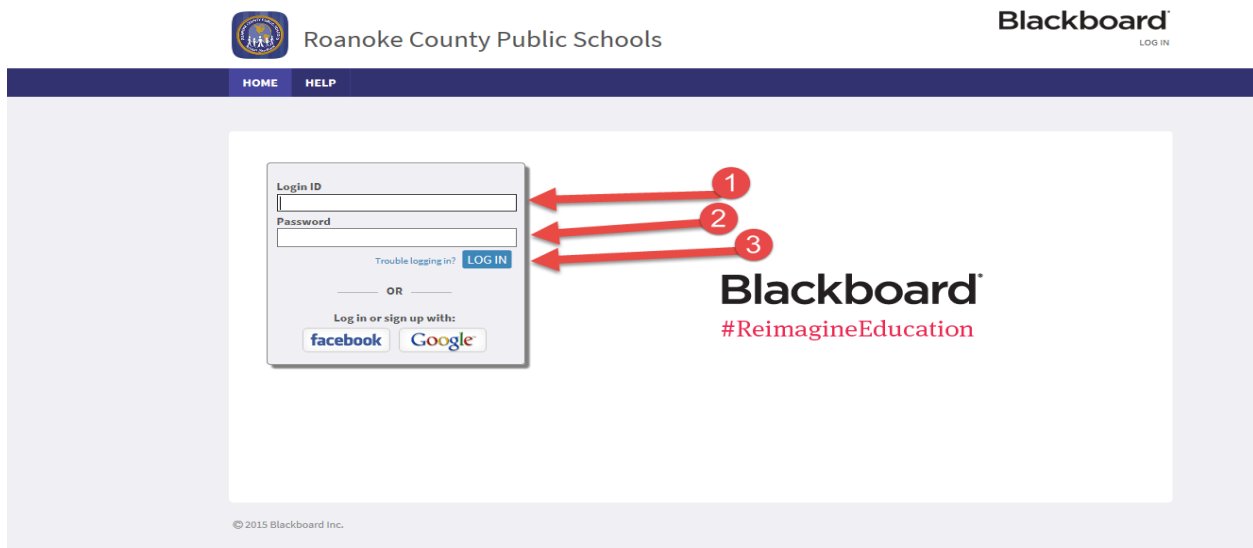 Roanoke County Public Schools
Blackboard
LOG IN
HOME HELP
Login ID
1
Password
2
Trouble logging in? LOG IN
3
OR
Log in or sign up with:
facebook Google
Blackboard
#ReimagineEducation
© 2015 Blackboard Inc.